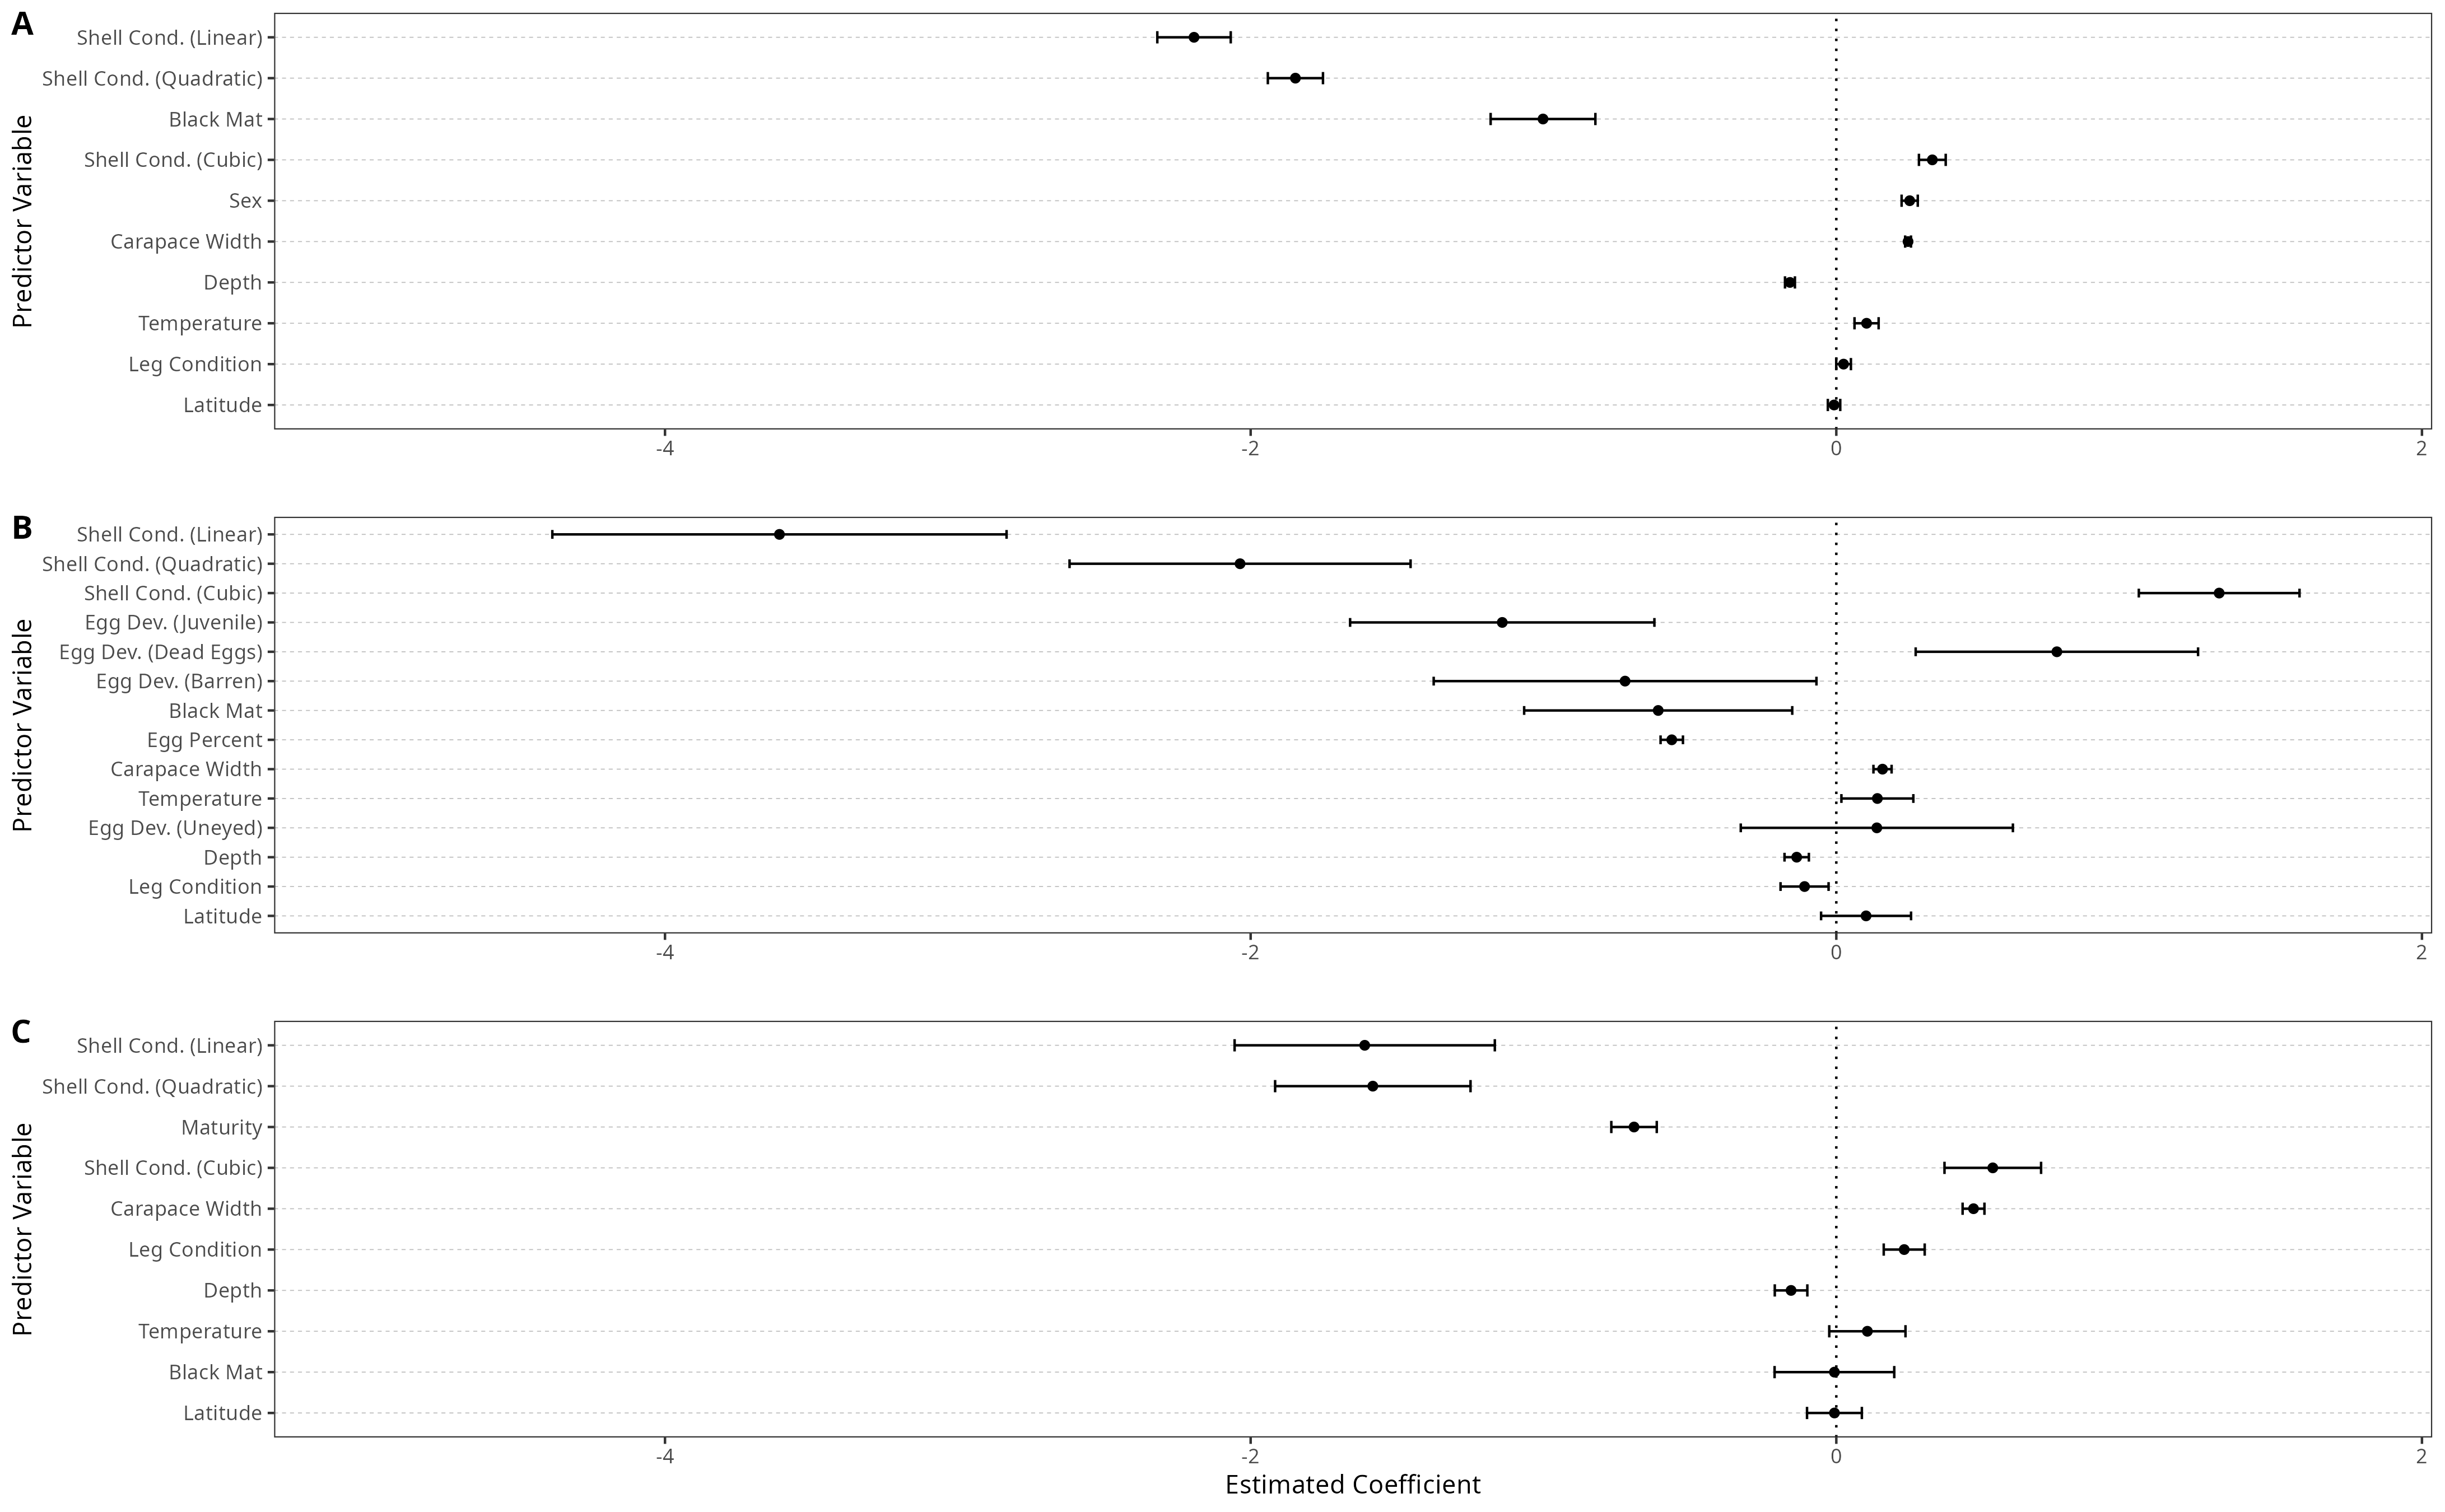 A
Predictor Variable
Shell Cond. (Linear)
Shell Cond. (Quadratic)
Black Mat
Shell Cond. (Cubic)
Sex
Carapace Width
Depth
Temperature
Leg Condition
Latitude
-4 -2 0 2
B
Predictor Variable
Shell Cond. (Linear)
Shell Cond. (Quadratic)
Shell Cond. (Cubic)
Egg Dev. (Juvenile)
Egg Dev. (Dead Eggs)
Egg Dev. (Barren)
Black Mat
Egg Percent
Carapace Width
Temperature
Egg Dev. (Uneyed)
Depth
Leg Condition
Latitude
-4 -2 0 2
C
Predictor Variable
Shell Cond. (Linear)
Shell Cond. (Quadratic)
Maturity
Shell Cond. (Cubic)
Carapace Width
Leg Condition
Depth
Temperature
Black Mat
Latitude
-4 -2 0 2
Estimated Coefficient